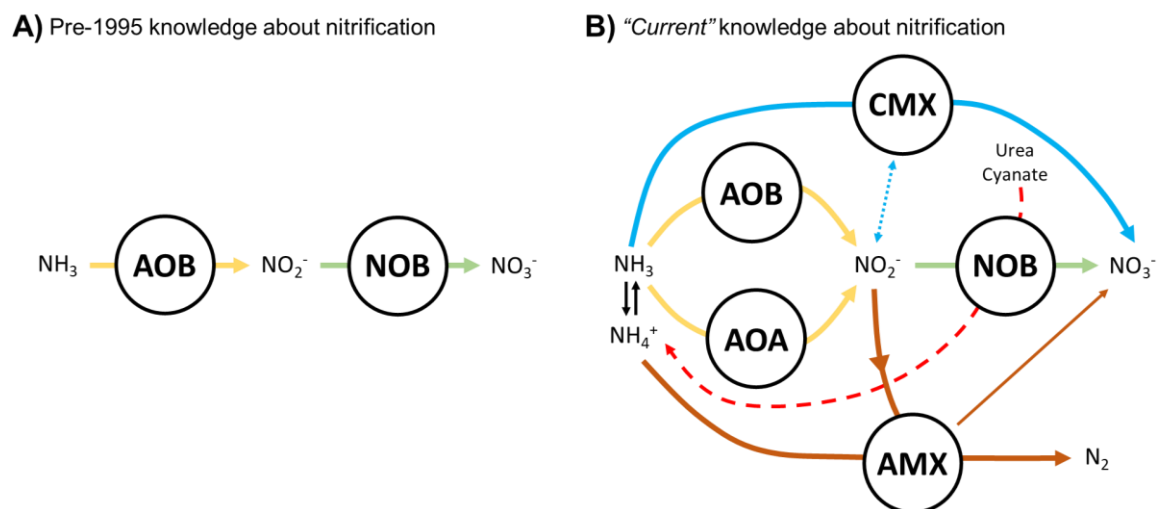 A) Pre-1995 knowledge about nitrification
NH₃
AOB
NO₂⁻
NOB
NO₃⁻
B) "Current" knowledge about nitrification
CMX
Urea
Cyanate
AOB
NH₃
NO₂⁻
NOB
NO₃⁻
NH₄⁺
AOA
AMX
N₂